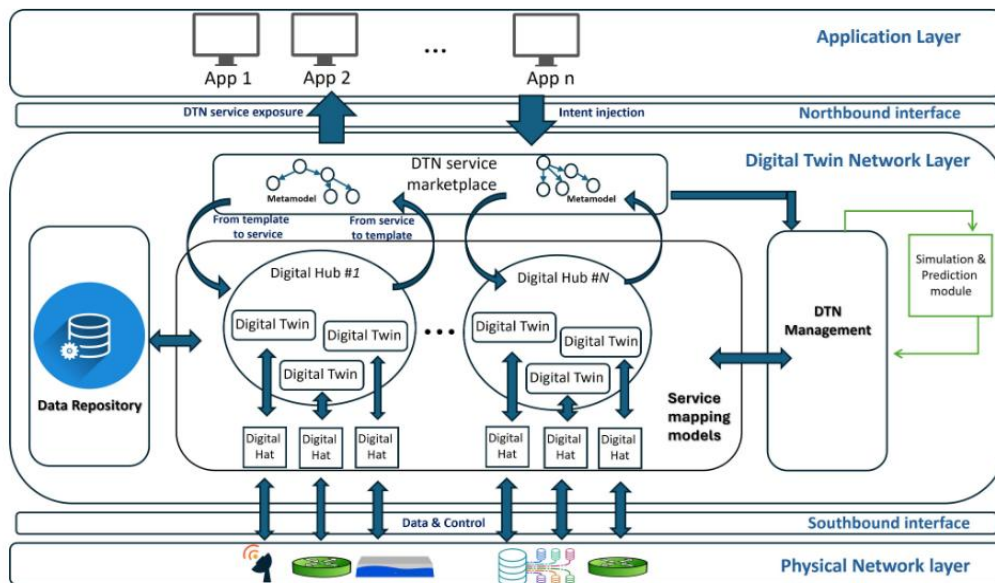 Application Layer
App 1
App 2
...
App n
DTN service exposure
Intent injection
Northbound interface
Digital Twin Network Layer
DTN service
marketplace
Metamodel
Metamodel
From template
to service
From service
to template
Simulation &
Prediction
module
DTN
Management
Data Repository
Digital Hub #1
Digital Twin
Digital Twin
Digital Twin
...
Digital Hub #N
Digital Twin
Digital Twin
Digital Twin
Service
mapping
models
Digital
Hat
Digital
Hat
Digital
Hat
Digital
Hat
Digital
Hat
Digital
Hat
Data & Control
Southbound interface
Physical Network layer